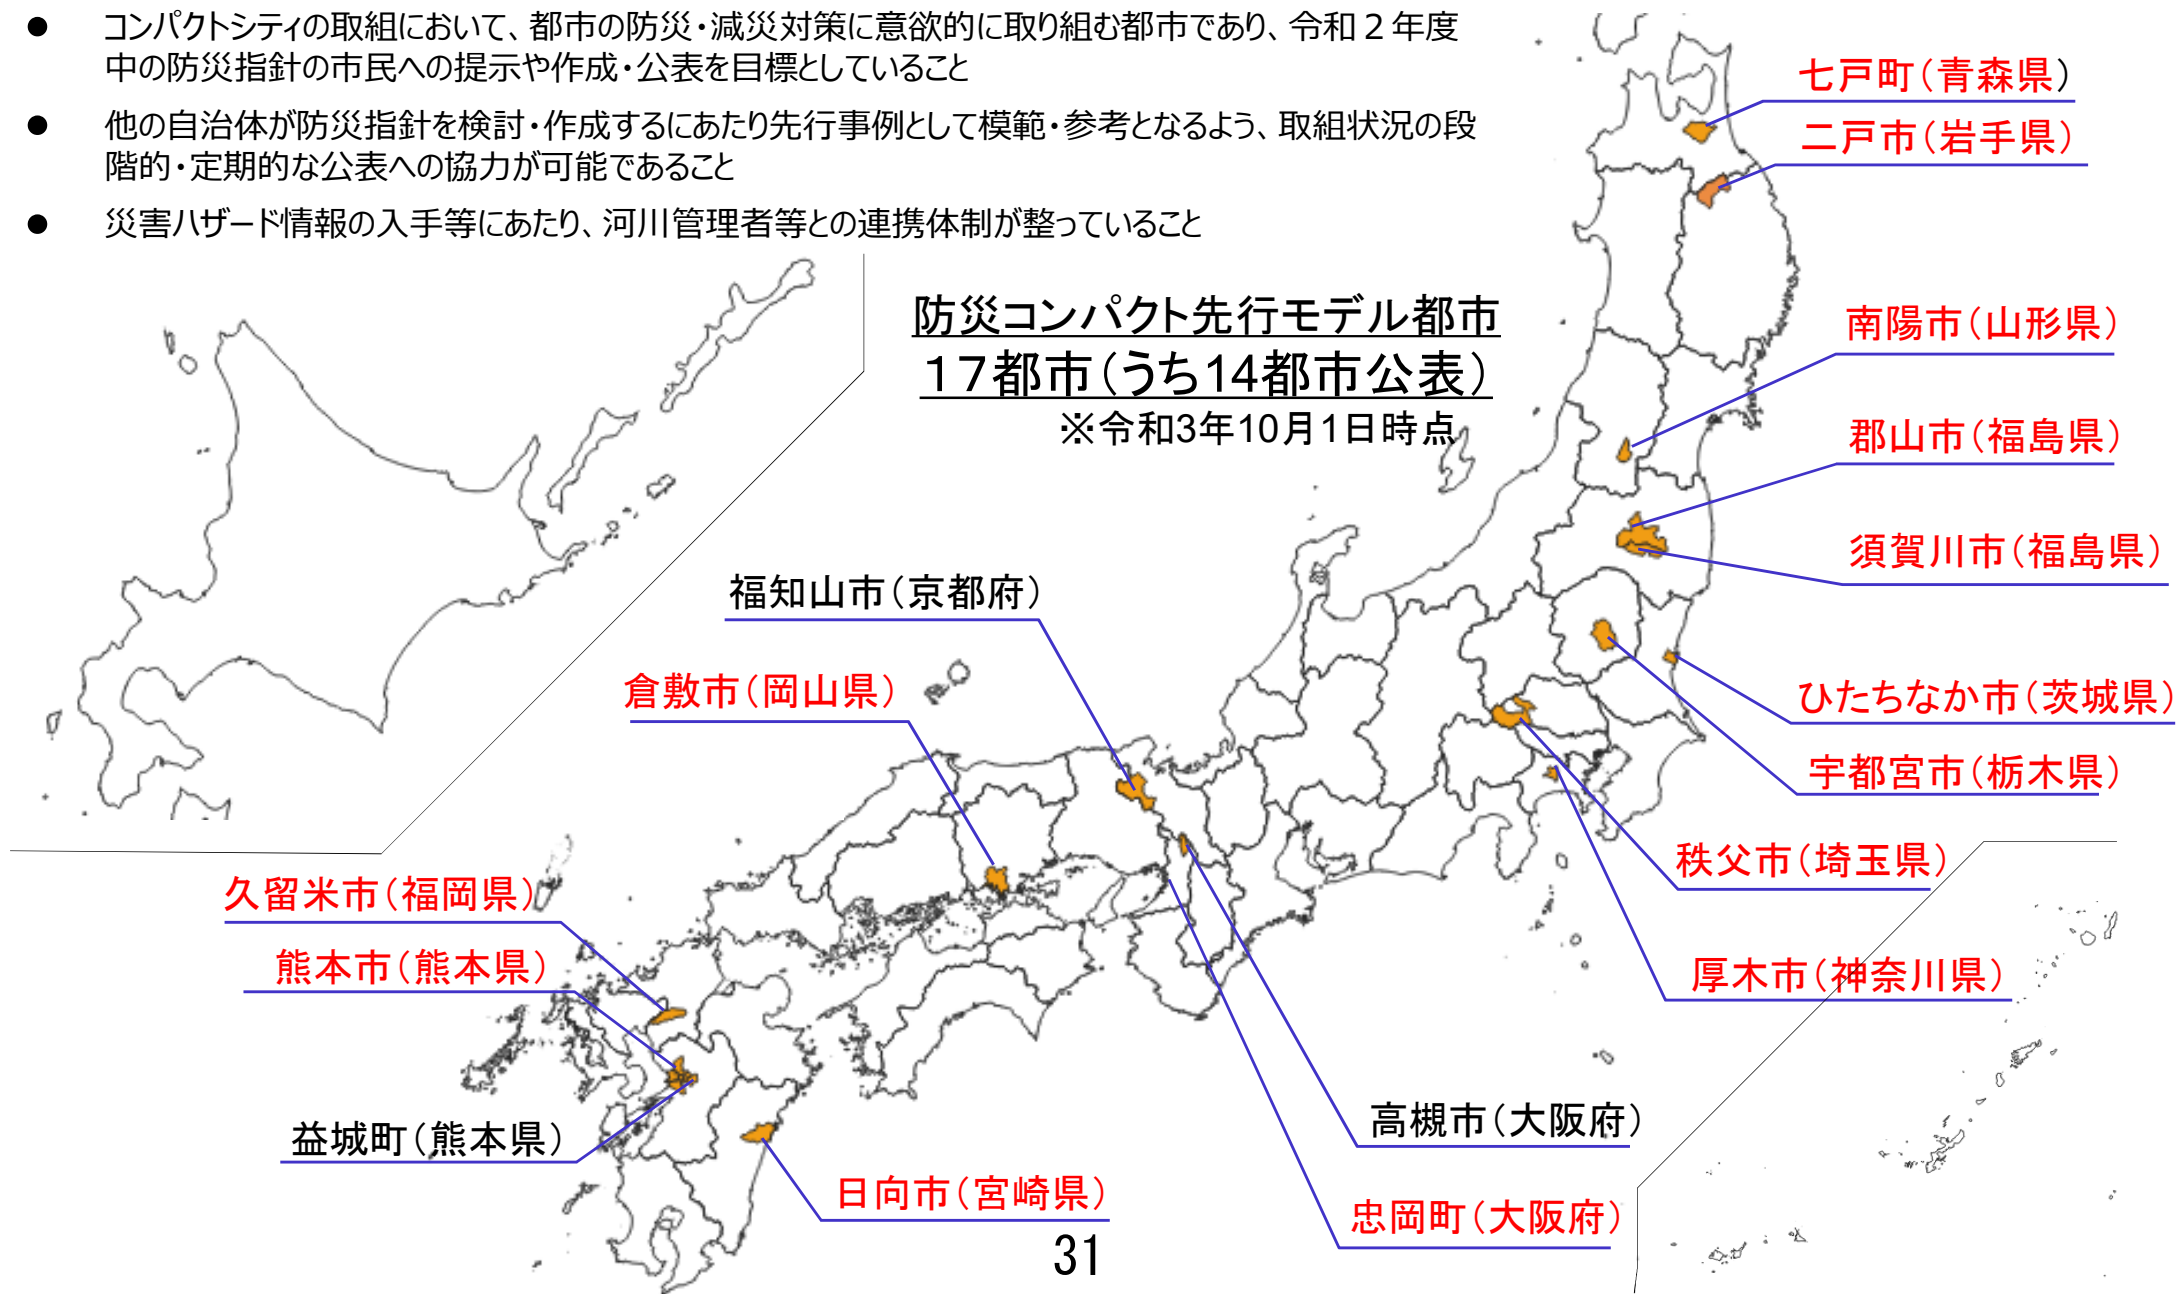 ● コンパクトシティの取組において、都市の防災・減災対策に意欲的に取り組む都市であり、令和２年度
中の防災指針の市民への提示や作成・公表を目標としていること
● 他の自治体が防災指針を検討・作成するにあたり先行事例として模範・参考となるよう、取組状況の段
階的・定期的な公表への協力が可能であること
● 災害ハザード情報の入手等にあたり、河川管理者等との連携体制が整っていること
防災コンパクト先行モデル都市
１７都市（うち14都市公表）
※令和3年10月1日時点
七戸町（青森県）
二戸市（岩手県）
南陽市（山形県）
郡山市（福島県）
須賀川市（福島県）
福知山市（京都府）
倉敷市（岡山県）
ひたちなか市（茨城県）
宇都宮市（栃木県）
秩父市（埼玉県）
久留米市（福岡県）
熊本市（熊本県）
厚木市（神奈川県）
益城町（熊本県）
高槻市（大阪府）
日向市（宮崎県）
忠岡町（大阪府）
31